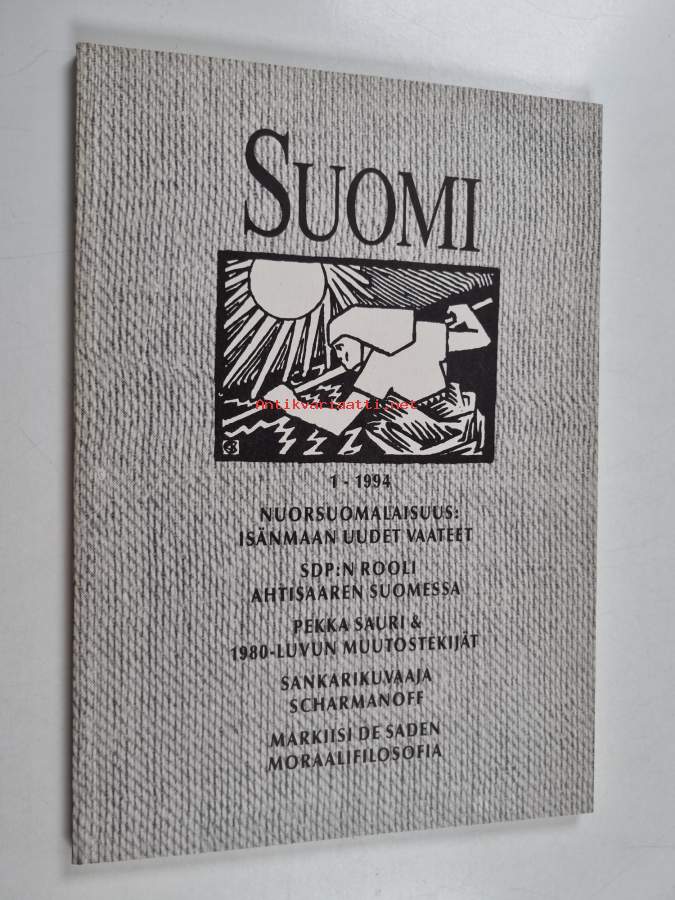 SUOMI
Antikvariaatti.net
1 - 1994
NUORSUOMALAISUUS:
ISÄNMAAN UUDET VAATEET
SDP:N ROOLI
AHTISAAREN SUOMESSA
PEKKA SAURI &
1980-LUVUN MUUTOSTEKIJÄT
SANKARIKUVAAJA
SCHARMANOFF
MARKIISI DE SADEN
MORAALIFILOSOFIA